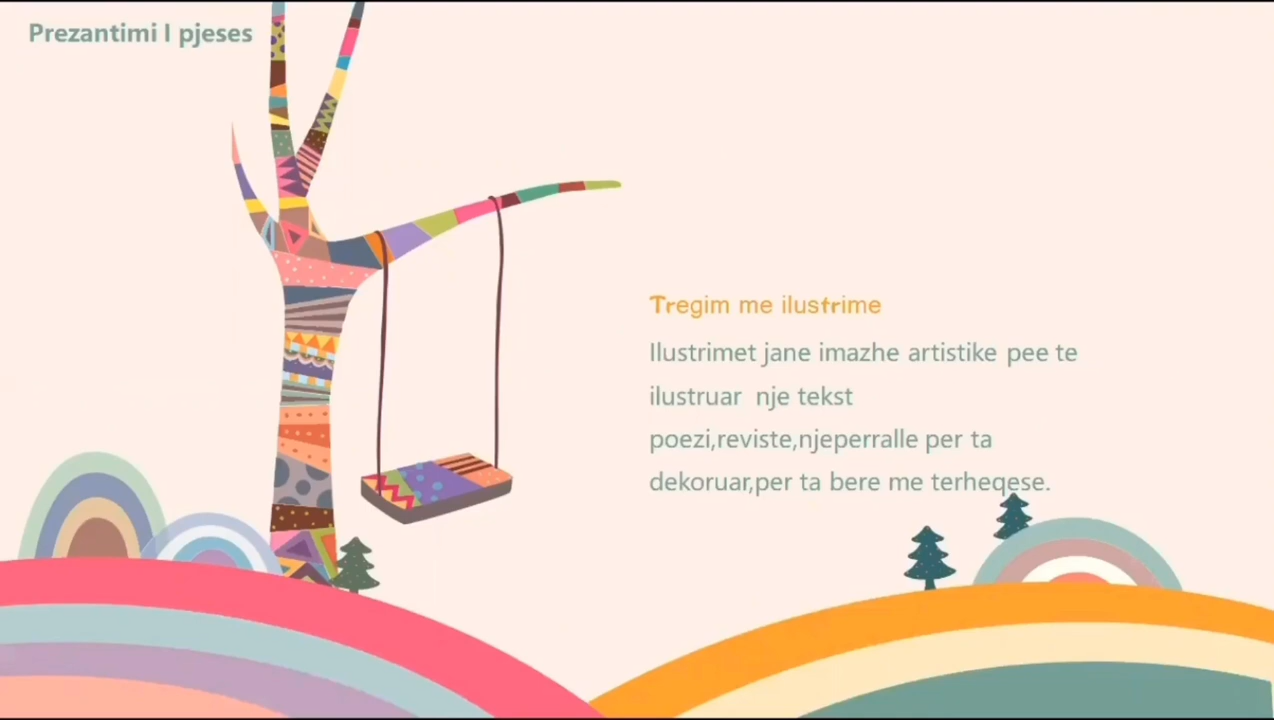 Prezantimi I pjeses
Tregim me ilustrime
Ilustrimet jane imazhe artistike pee te
ilustruar nje tekst
poezi,reviste,njeperralle per ta
dekoruar,per ta bere me terheqese.